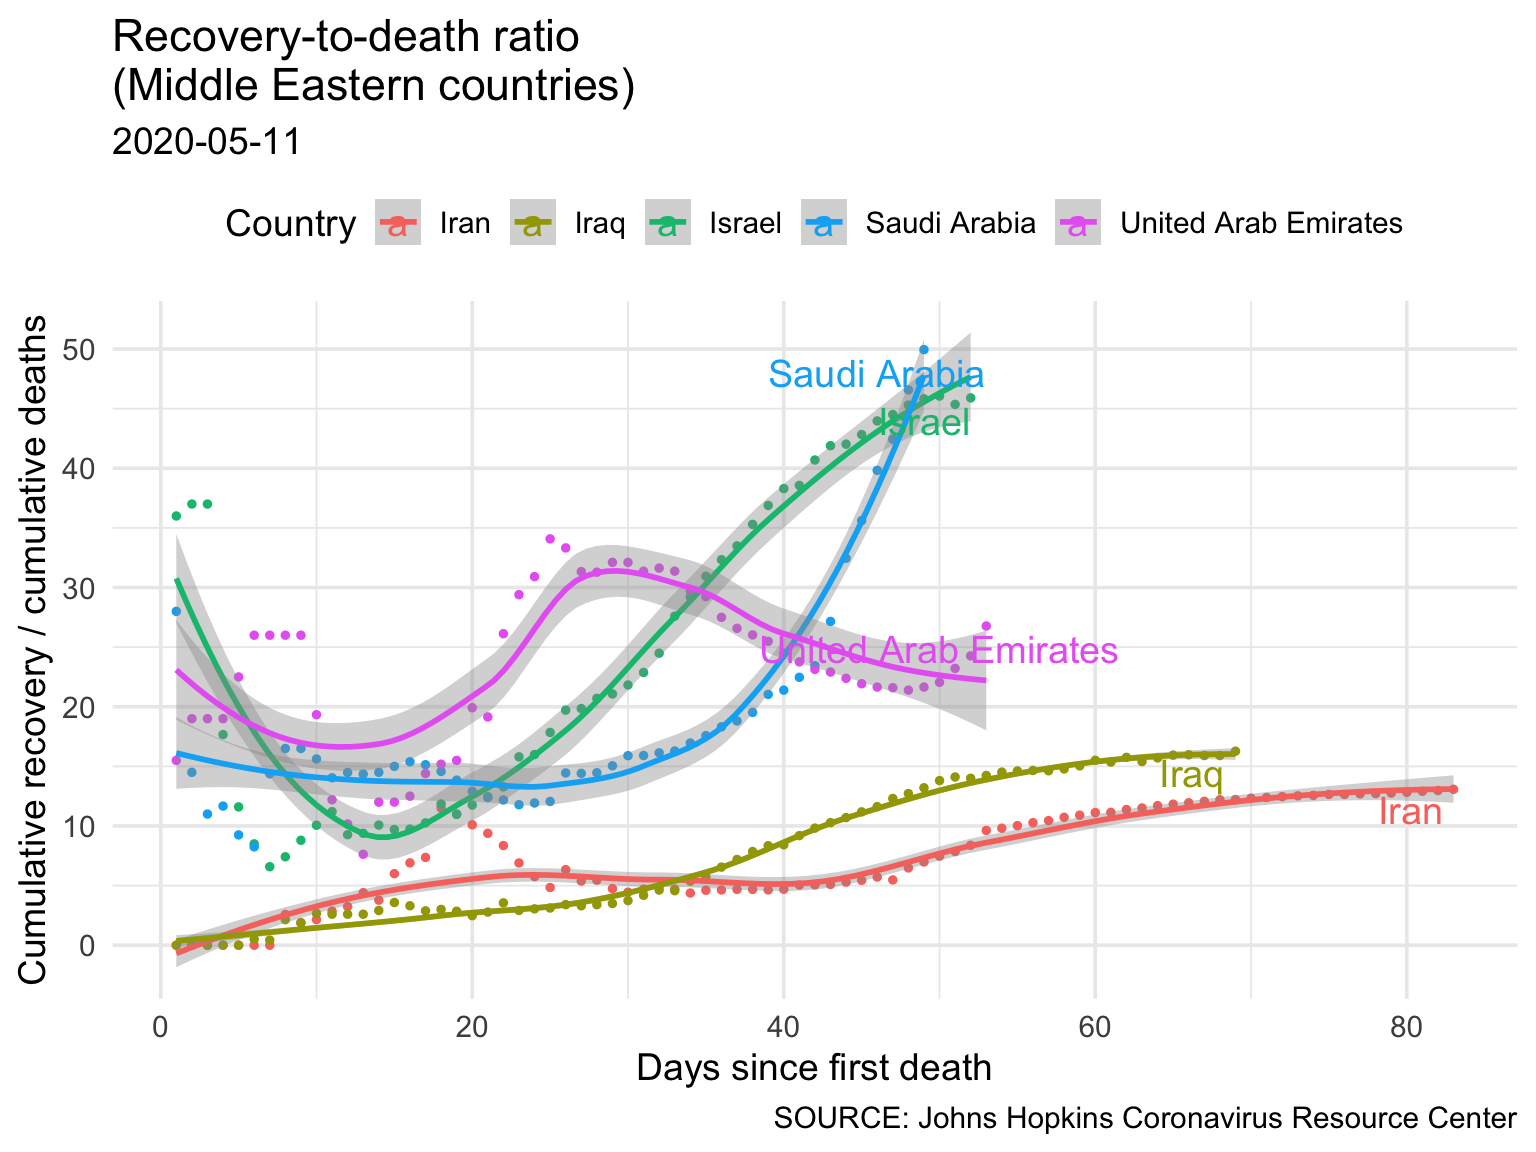 Recovery-to-death ratio
(Middle Eastern countries)
2020-05-11
Country a Iran a Iraq a Israel a Saudi Arabia a United Arab Emirates
Cumulative recovery / cumulative deaths
50
40
30
20
10
0
Saudi Arabia
Israel
United Arab Emirates
Iraq
Iran
0 20 40 60 80
Days since first death
SOURCE: Johns Hopkins Coronavirus Resource Center